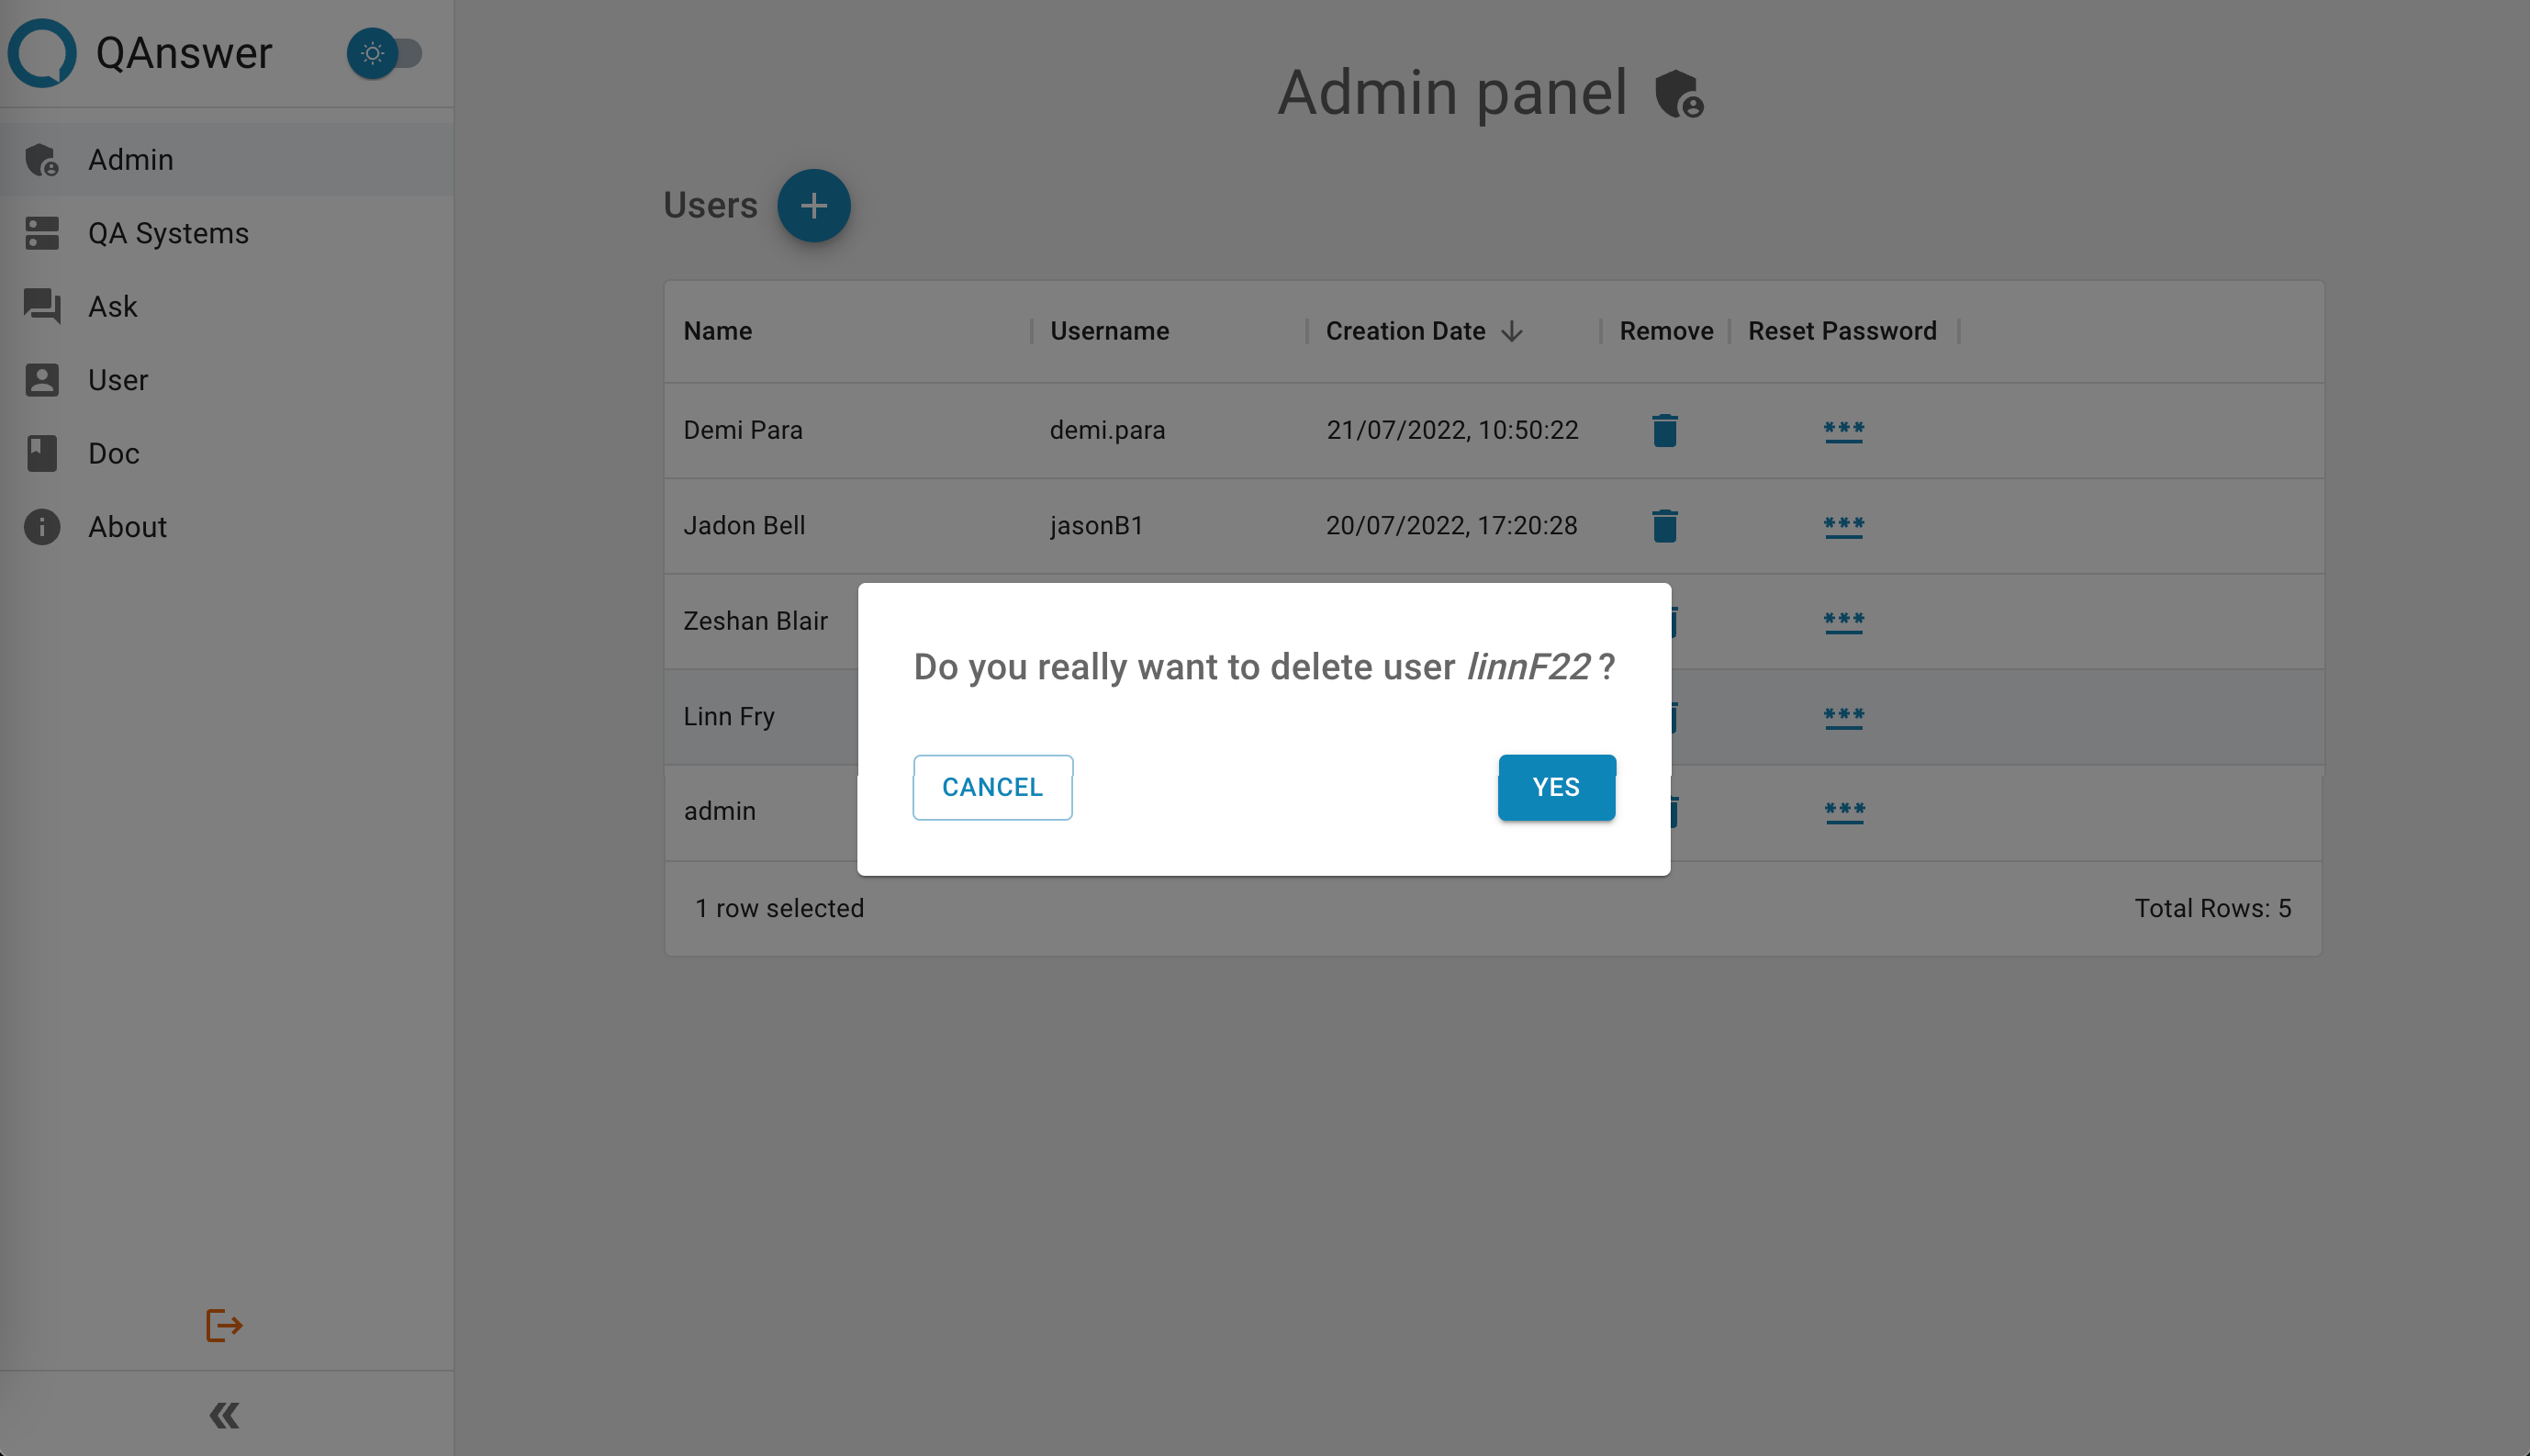 QAnswer
Admin
QA Systems
Ask
User
Doc
About
Admin panel
Users
Name Username Creation Date Remove Reset Password
Demi Para demi.para 21/07/2022, 10:50:22 ***
Jadon Bell jasonB1 20/07/2022, 17:20:28 ***
Zeshan Blair ***
Linn Fry ***
admin ***
Do you really want to delete user linnF22 ?
CANCEL YES
1 row selected Total Rows: 5